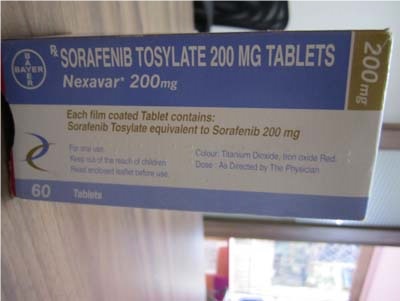 BAYER
BAYER
℞ SORAFENIB TOSYLATE 200 MG TABLETS
Nexavar® 200mg
200mg
Each film coated Tablet contains:
Sorafenib Tosylate equivalent to Sorafenib 200 mg
For oral use.
Keep out of the reach of children
Read enclosed leaflet before use.
Colour: Titanium Dioxide, Iron oxide Red.
Dose : As Directed by The Physician
60 Tablets